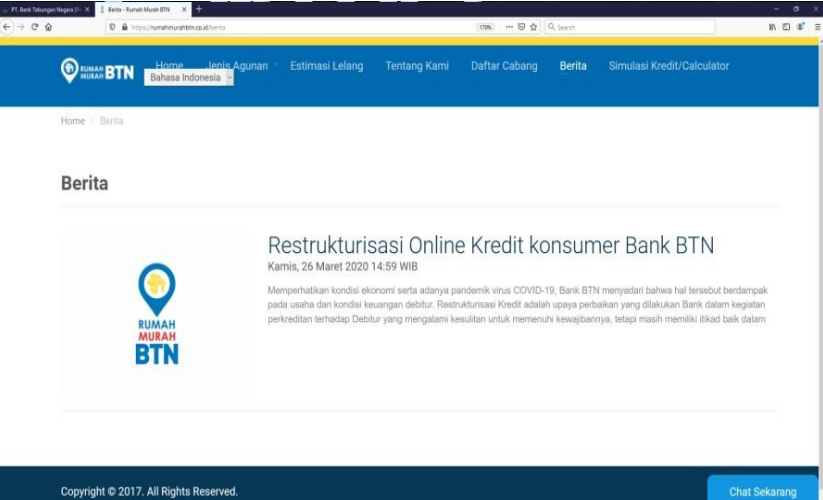 PT. Bank Tabungan Negara (P
Berita - Rumah Murah BTN
https://rumahmurahbtn.co.id/berita
170%
Search
RUMAH MURAH BTN
Home Jenis Agunan Estimasi Lelang Tentang Kami Daftar Cabang Berita Simulasi Kredit/Calculator
Bahasa Indonesia
Home / Berita
Berita
RUMAH
MURAH
BTN
Restrukturisasi Online Kredit konsumer Bank BTN
Kamis, 26 Maret 2020 14:59 WIB
Memperhatikan kondisi ekonomi serta adanya pandemik virus COVID-19, Bank BTN menyadari bahwa hal tersebut berdampak
pada usaha dan kondisi keuangan debitur. Restrukturisasi Kredit adalah upaya perbaikan yang dilakukan Bank dalam kegiatan
perkreditan terhadap Debitur yang mengalami kesulitan untuk memenuhi kewajibannya, tetapi masih memiliki itikad baik dalam
Copyright © 2017. All Rights Reserved.
Chat Sekarang